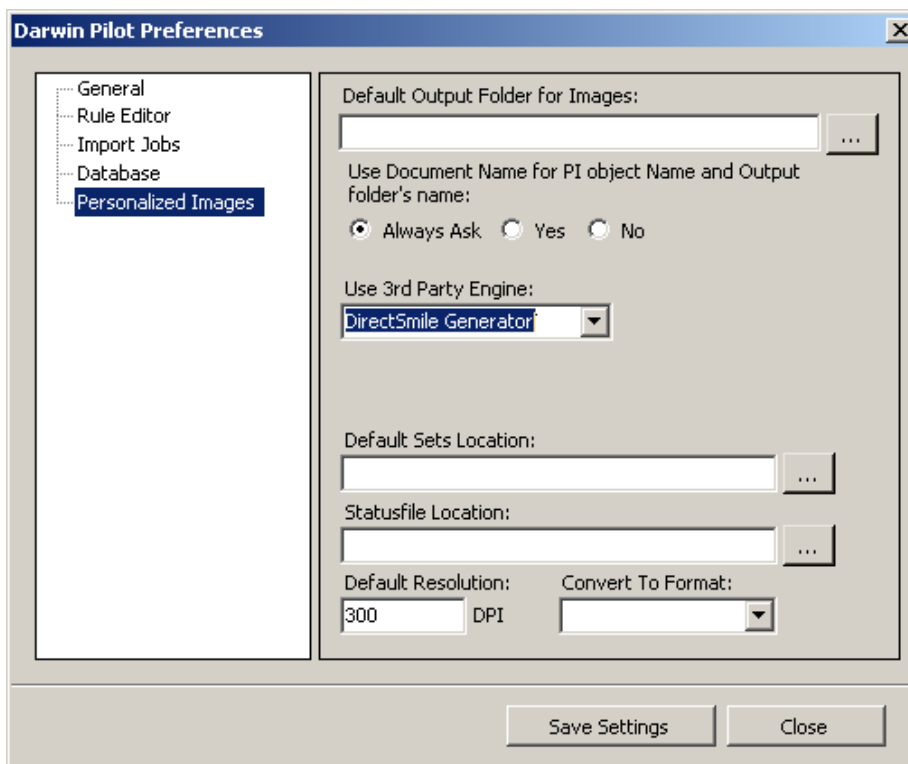 Darwin Pilot Preferences
General
Rule Editor
Import Jobs
Database
Personalized Images
Default Output Folder for Images:
...
Use Document Name for PI object Name and Output
folder's name:
Always Ask Yes No
Use 3rd Party Engine:
DirectSmile Generator
Default Sets Location:
...
Statusfile Location:
...
Default Resolution: Convert To Format:
300 DPI
Save Settings Close